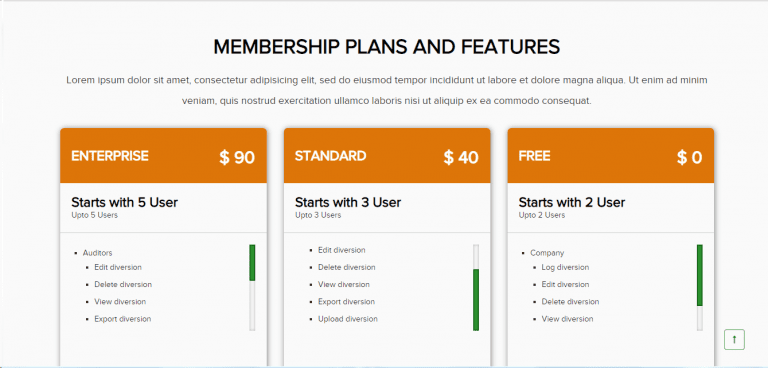 MEMBERSHIP PLANS AND FEATURES
Lorem ipsum dolor sit amet, consectetur adipisicing elit, sed do eiusmod tempor incididunt ut labore et dolore magna aliqua. Ut enim ad minim
veniam, quis nostrud exercitation ullamco laboris nisi ut aliquip ex ea commodo consequat.
ENTERPRISE $ 90
Starts with 5 User
Upto 5 Users
Auditors
Edit diversion
Delete diversion
View diversion
Export diversion
STANDARD $ 40
Starts with 3 User
Upto 3 Users
Edit diversion
Delete diversion
View diversion
Export diversion
Upload diversion
FREE $ 0
Starts with 2 User
Upto 2 Users
Company
Log diversion
Edit diversion
Delete diversion
View diversion